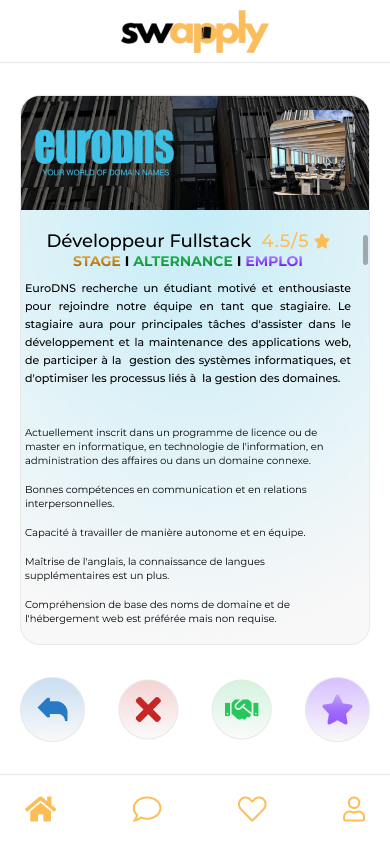 swapply
euroDNS
YOUR WORLD OF DOMAIN NAMES
Développeur Fullstack 4.5/5
STAGE I ALTERNANCE I EMPLOI
EuroDNS recherche un étudiant motivé et enthousiaste
pour rejoindre notre équipe en tant que stagiaire. Le
stagiaire aura pour principales tâches d'assister dans le
développement et la maintenance des applications web,
de participer à la gestion des systèmes informatiques, et
d'optimiser les processus liés à la gestion des domaines.
Actuellement inscrit dans un programme de licence ou de
master en informatique, en technologie de l'information, en
administration des affaires ou dans un domaine connexe.
Bonnes compétences en communication et en relations
interpersonnelles.
Capacité à travailler de manière autonome et en équipe.
Maîtrise de l'anglais, la connaissance de langues
supplémentaires est un plus.
Compréhension de base des noms de domaine et de
l'hébergement web est préférée mais non requise.